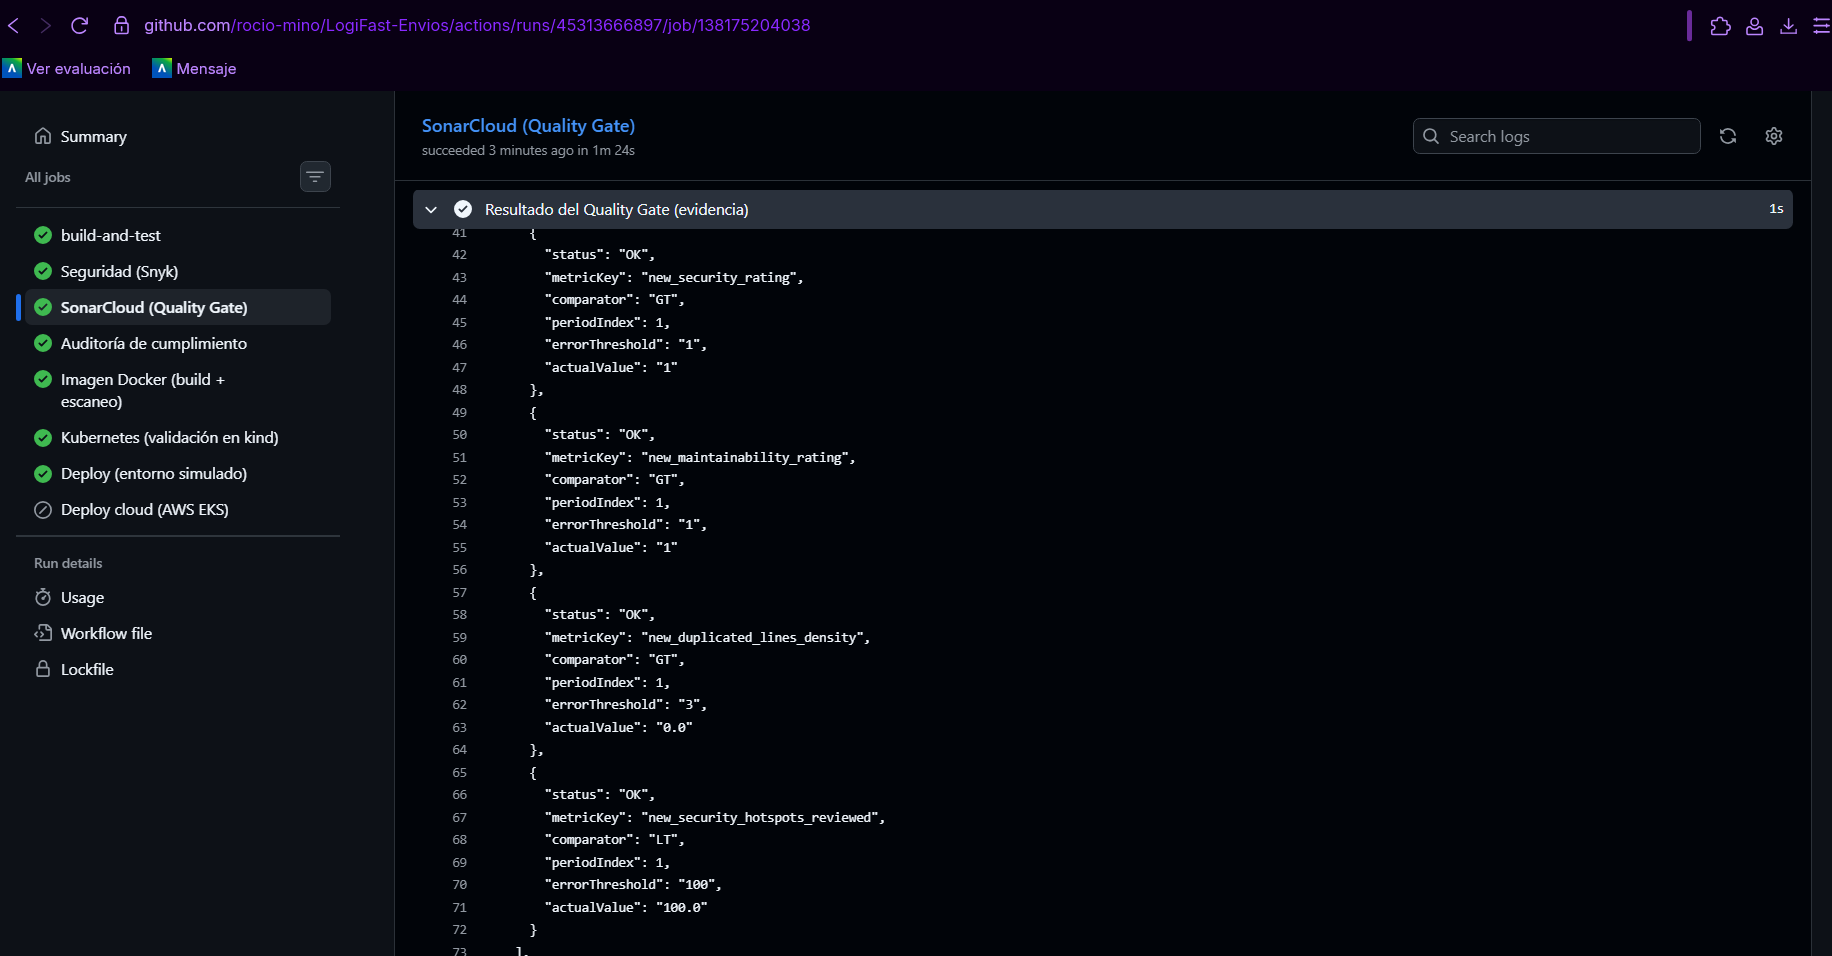 github.com/rocio-mino/LogiFast-Envios/actions/runs/45313666897/job/138175204038
Ver evaluación
Mensaje
Summary
All jobs
build-and-test
Seguridad (Snyk)
SonarCloud (Quality Gate)
Auditoría de cumplimiento
Imagen Docker (build +
escaneo)
Kubernetes (validación en kind)
Deploy (entorno simulado)
Deploy cloud (AWS EKS)
Run details
Usage
Workflow file
Lockfile
SonarCloud (Quality Gate)
succeeded 3 minutes ago in 1m 24s
Search logs
Resultado del Quality Gate (evidencia)
1s
41 {
42 "status": "OK",
43 "metricKey": "new_security_rating",
44 "comparator": "GT",
45 "periodIndex": 1,
46 "errorThreshold": "1",
47 "actualValue": "1"
48 },
49 {
50 "status": "OK",
51 "metricKey": "new_maintainability_rating",
52 "comparator": "GT",
53 "periodIndex": 1,
54 "errorThreshold": "1",
55 "actualValue": "1"
56 },
57 {
58 "status": "OK",
59 "metricKey": "new_duplicated_lines_density",
60 "comparator": "GT",
61 "periodIndex": 1,
62 "errorThreshold": "3",
63 "actualValue": "0.0"
64 },
65 {
66 "status": "OK",
67 "metricKey": "new_security_hotspots_reviewed",
68 "comparator": "LT",
69 "periodIndex": 1,
70 "errorThreshold": "100",
71 "actualValue": "100.0"
72 }
73 ],